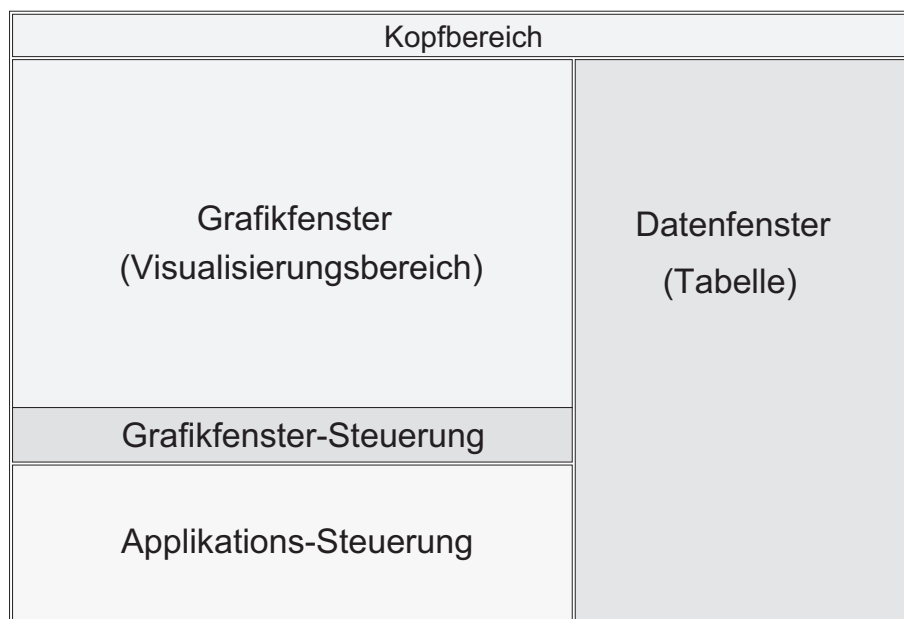 Kopfbereich
Grafikfenster
(Visualisierungsbereich)
Datenfenster
(Tabelle)
Grafikfenster-Steuerung
Applikations-Steuerung